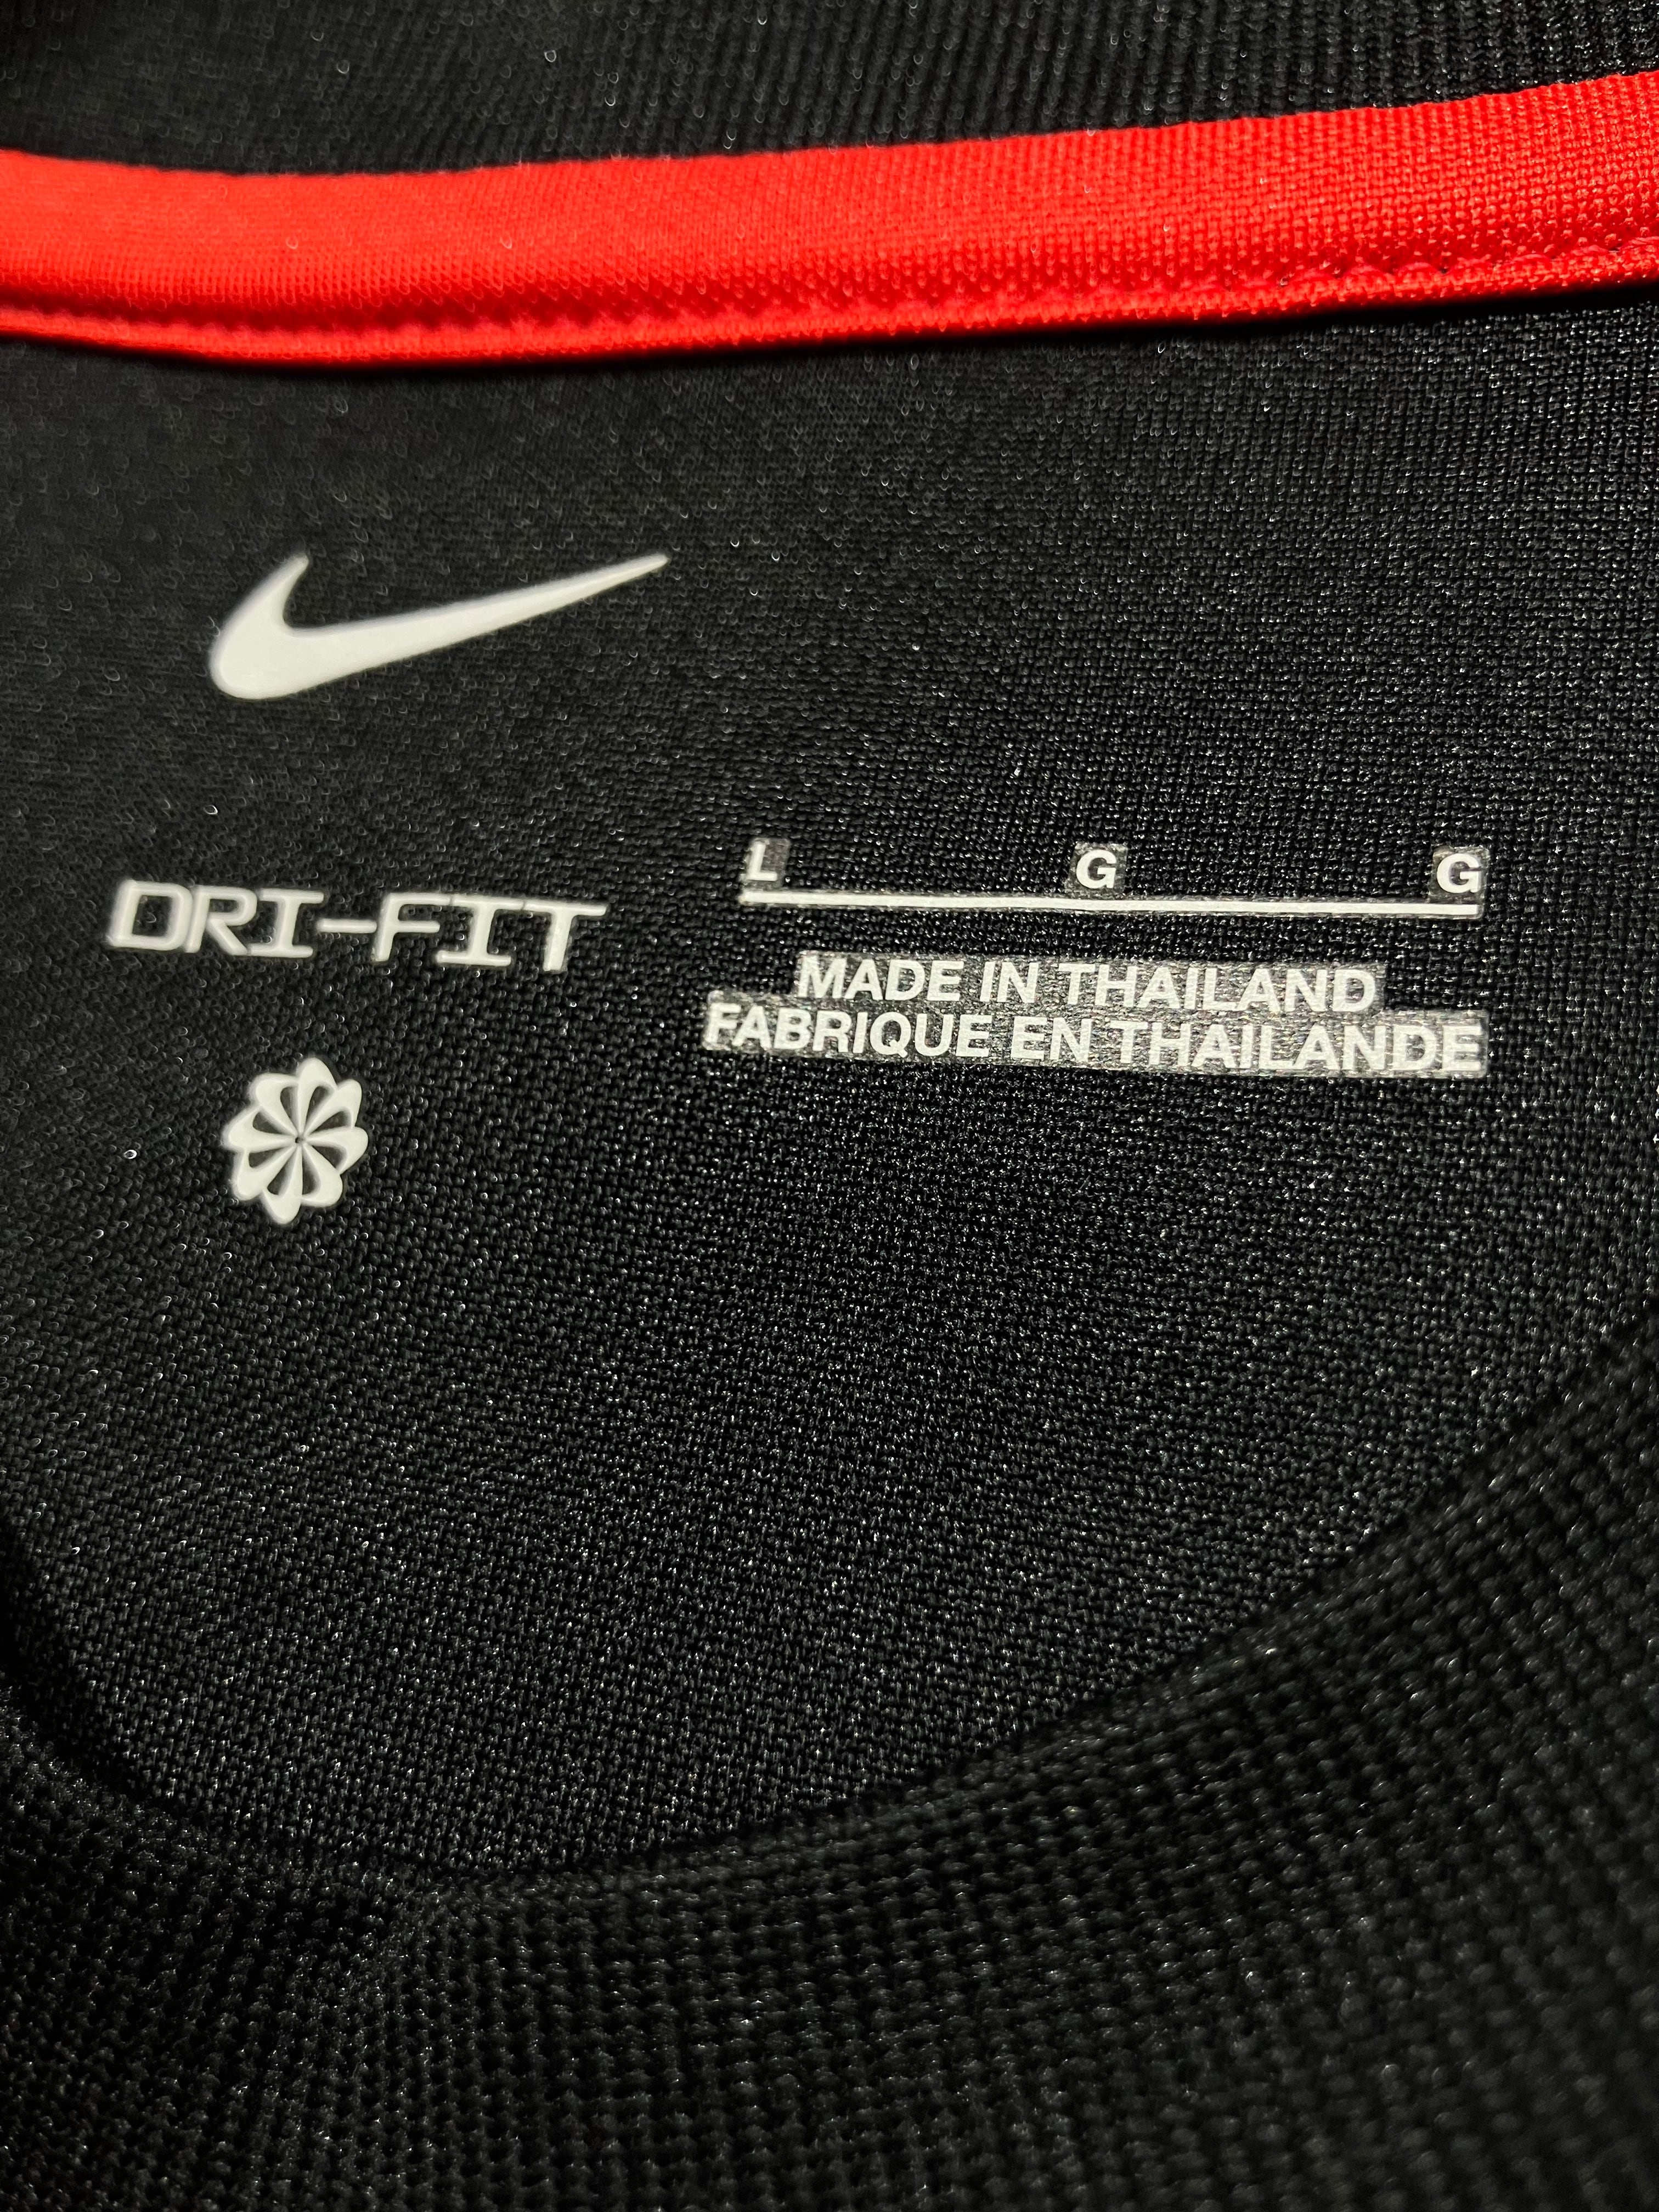 DRI-FIT
L G G
MADE IN THAILAND
FABRIQUE EN THAILANDE